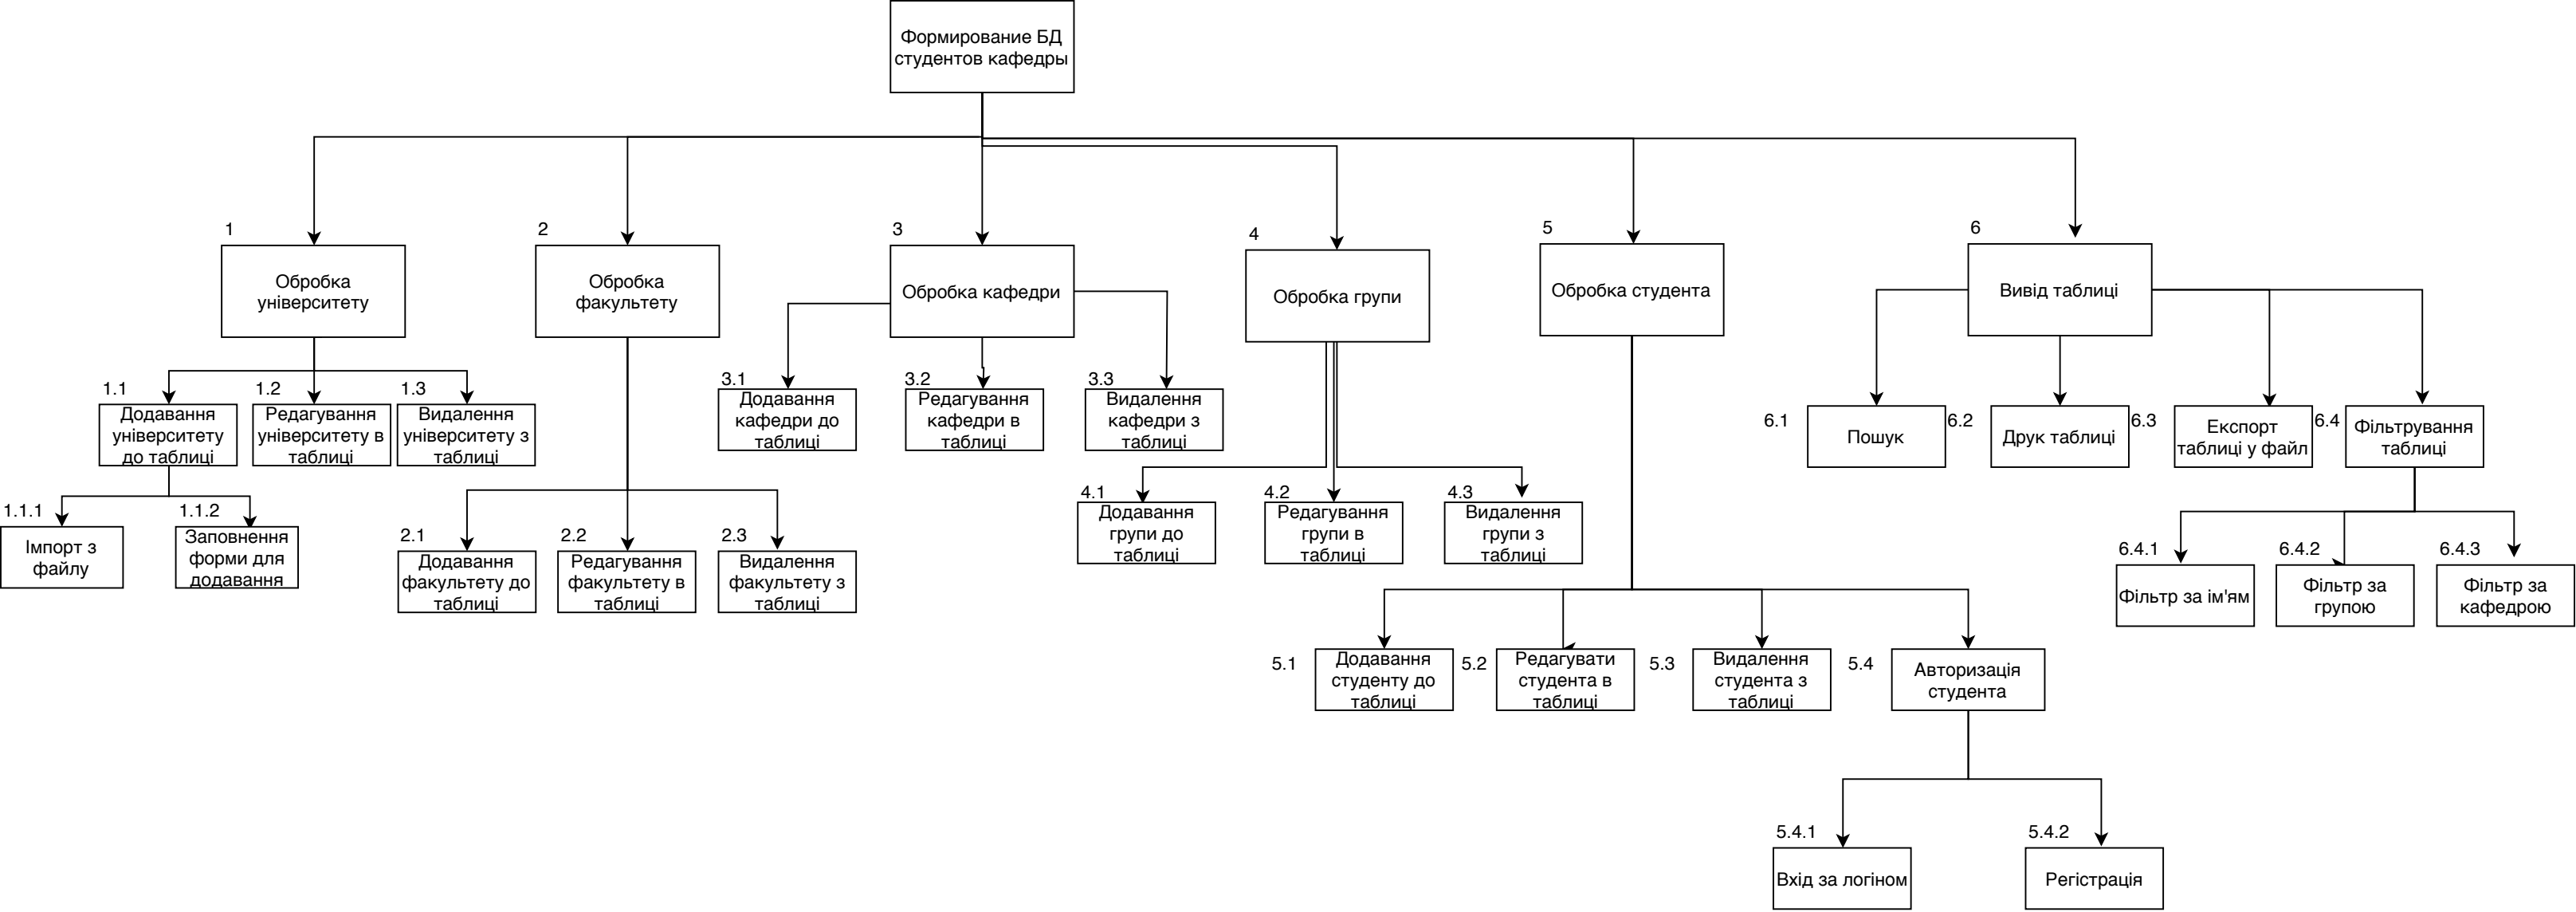 Формирование БД
студентов кафедры
1
Обробка
університету
2
Обробка
факультету
3
Обробка кафедри
4
Обробка групи
5
Обробка студента
6
Вивід таблиці
1.1
Додавання
університету
до таблиці
1.2
Редагування
університету в
таблиці
1.3
Видалення
університету з
таблиці
1.1.1
Імпорт з
файлу
1.1.2
Заповнення
форми для
додавання
2.1
Додавання
факультету до
таблиці
2.2
Редагування
факультету в
таблиці
2.3
Видалення
факультету з
таблиці
3.1
Додавання
кафедри до
таблиці
3.2
Редагування
кафедри в
таблиці
3.3
Видалення
кафедри з
таблиці
4.1
Додавання
групи до
таблиці
4.2
Редагування
групи в
таблиці
4.3
Видалення
групи з
таблиці
5.1
Додавання
студенту до
таблиці
5.2
Редагувати
студента в
таблиці
5.3
Видалення
студента з
таблиці
5.4
Авторизація
студента
5.4.1
Вхід за логіном
5.4.2
Регістрація
6.1
Пошук
6.2
Друк таблиці
6.3
Експорт
таблиці у файл
6.4
Фільтрування
таблиці
6.4.1
Фільтр за ім'ям
6.4.2
Фільтр за
групою
6.4.3
Фільтр за
кафедрою